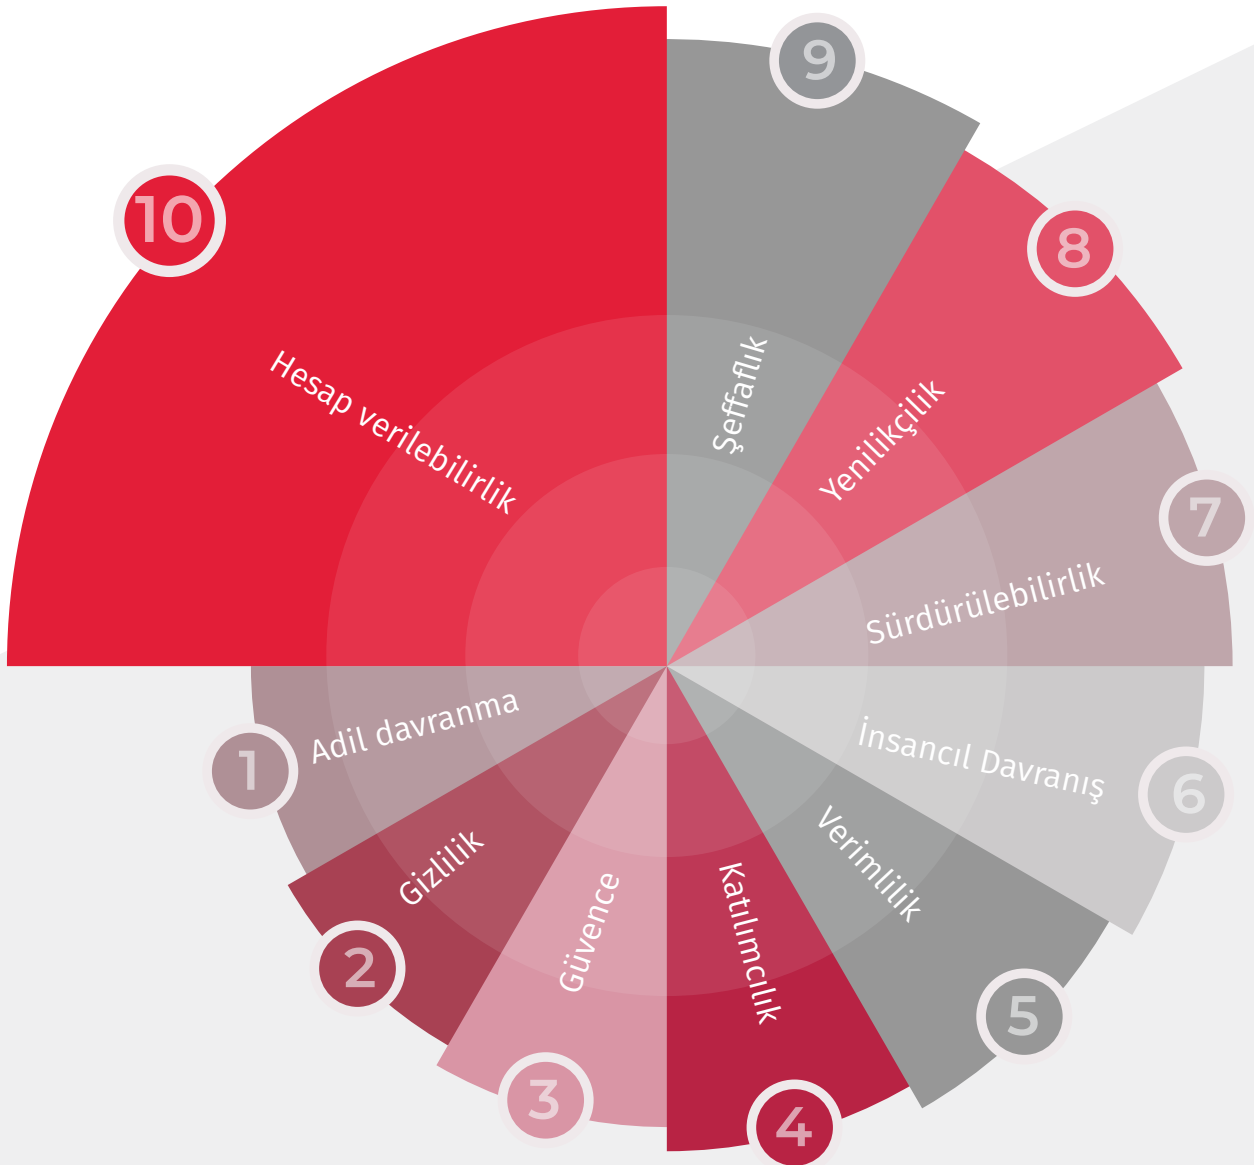 1
Adil davranma
2
Gizlilik
3
Güvence
4
Katılımcılık
5
Verimlilik
6
İnsancıl Davranış
7
Sürdürülebilirlik
8
Yenilikçilik
9
Şeffaflık
10
Hesap verilebilirlik